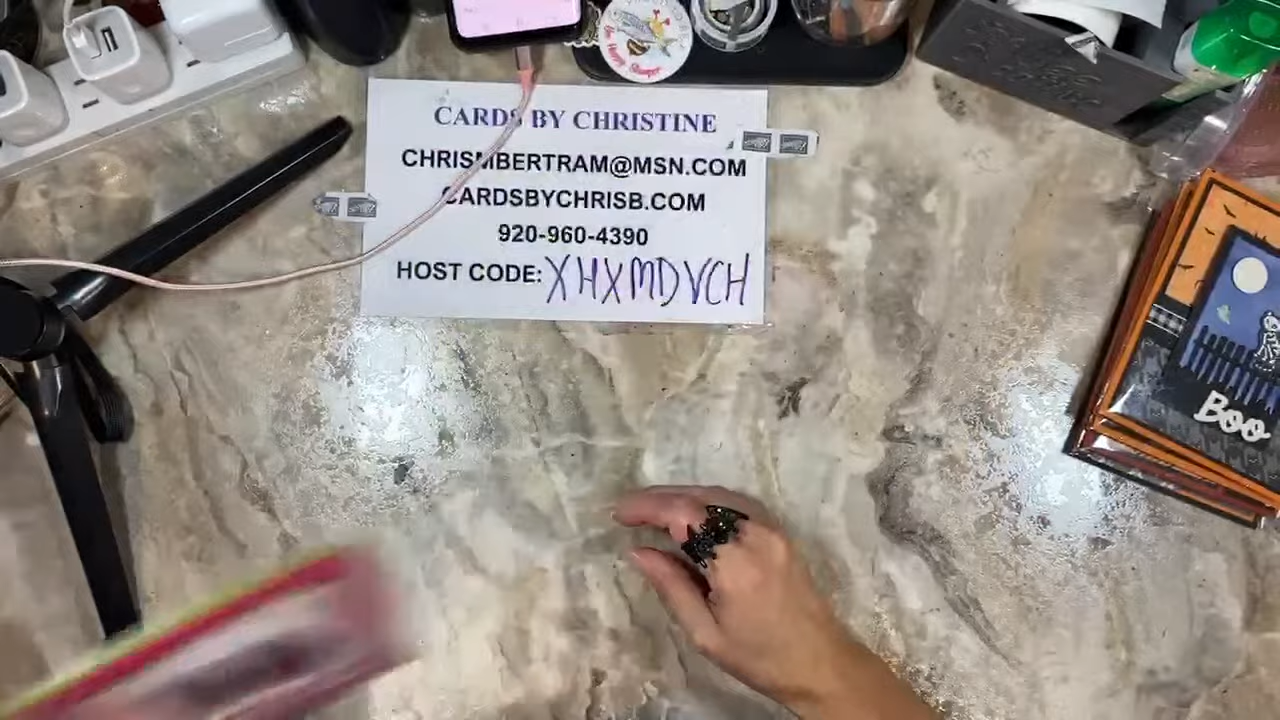 CARDS BY CHRISTINE
CHRISMBERTRAM@MSN.COM
CARDSBYCHRISB.COM
920-960-4390
HOST CODE: XHXMDVCH
Boo